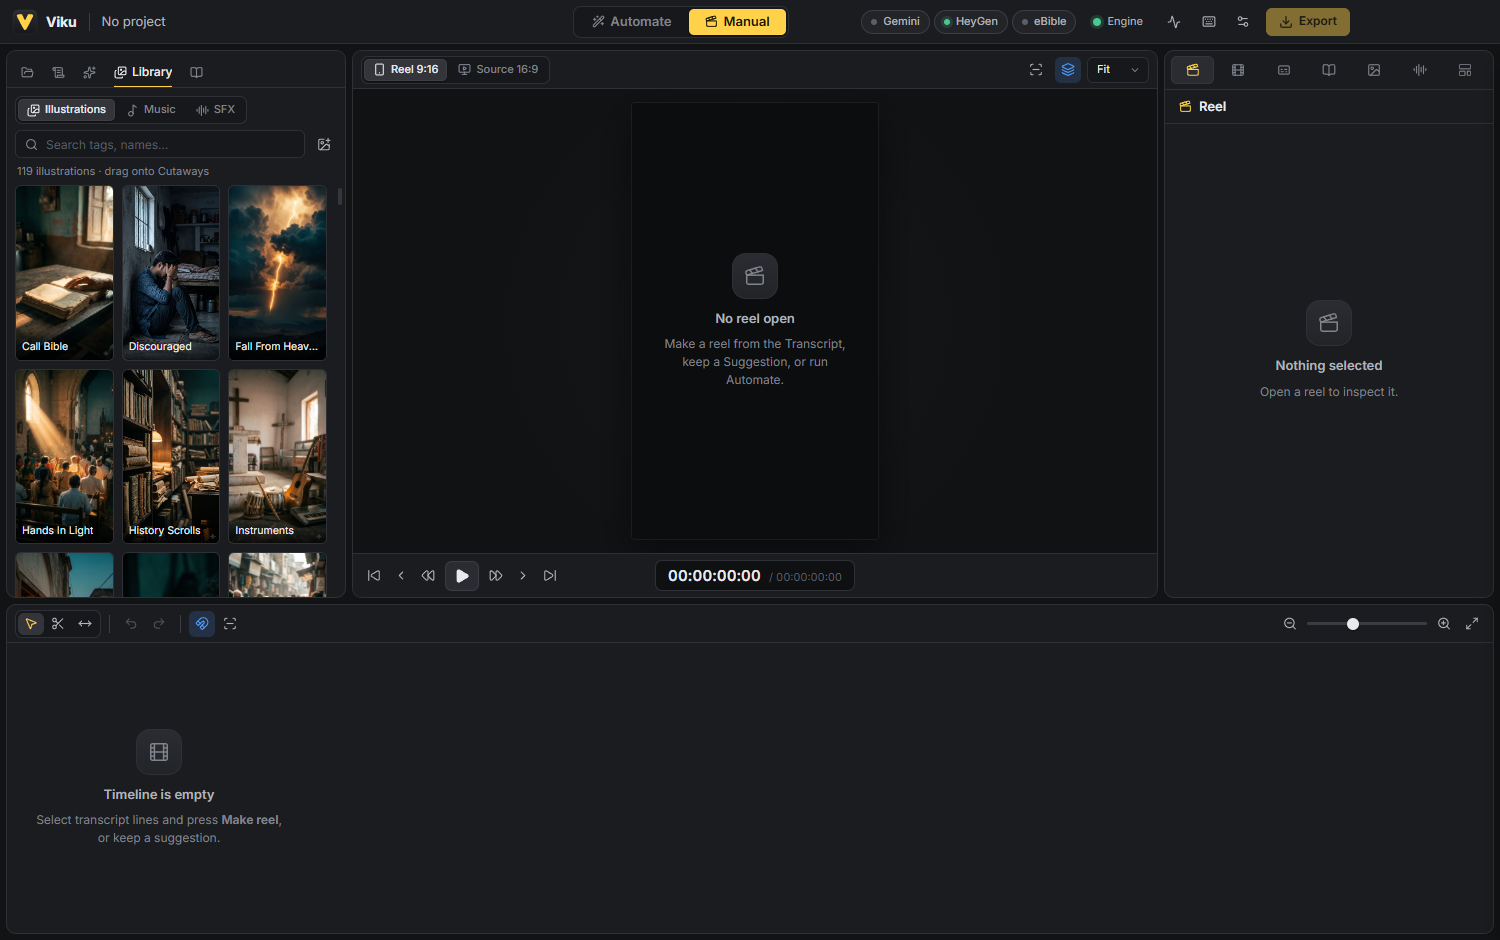 Viku
No project
Automate
Manual
Gemini
HeyGen
eBible
Engine
Export
Library
Illustrations
Music
SFX
Search tags, names...
119 illustrations · drag onto Cutaways
Call Bible
Discouraged
Fall From Heav...
Hands In Light
History Scrolls
Instruments
Reel 9:16
Source 16:9
Fit
No reel open
Make a reel from the Transcript,
keep a Suggestion, or run
Automate.
00:00:00:00 / 00:00:00:00
Reel
Nothing selected
Open a reel to inspect it.
Timeline is empty
Select transcript lines and press Make reel,
or keep a suggestion.